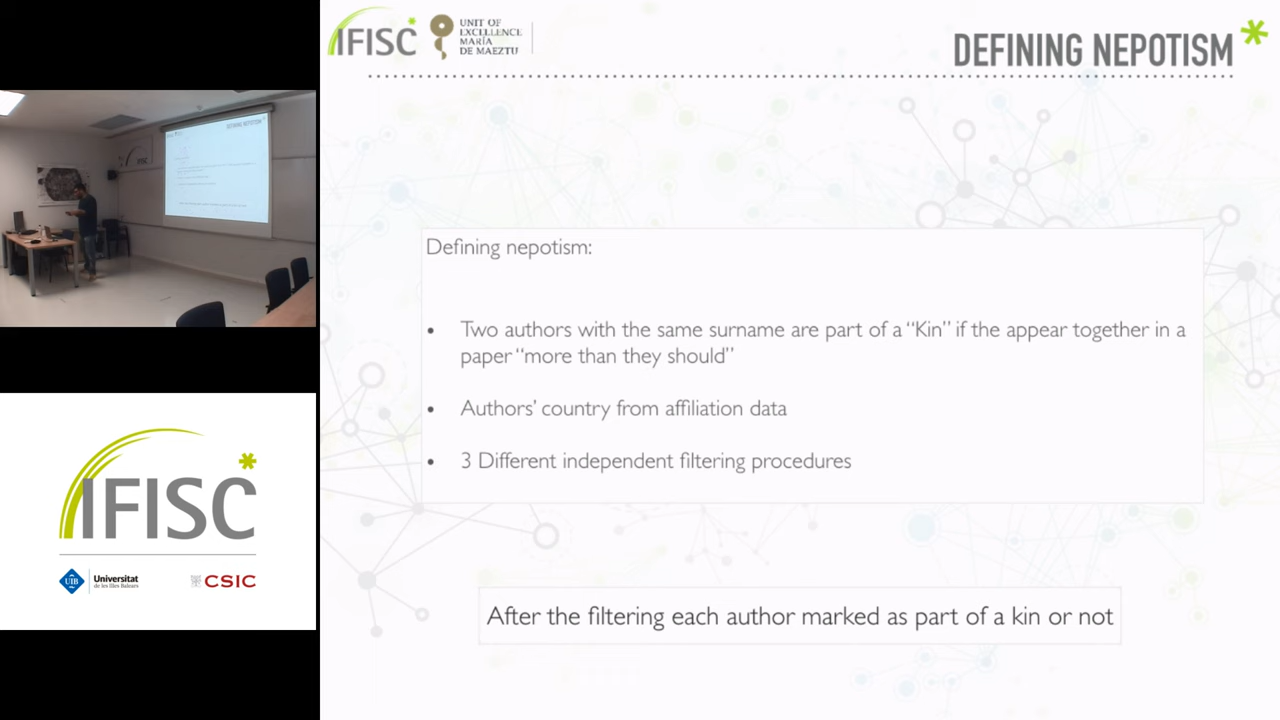 IFISC
UNIT OF
EXCELLENCE
MARÍA
DE MAEZTU
DEFINING NEPOTISM
Defining nepotism:
• Two authors with the same surname are part of a “Kin” if the appear together in a
paper “more than they should”
• Authors’ country from affiliation data
• 3 Different independent filtering procedures
After the filtering each author marked as part of a kin or not
DEFINING NEPOTISM
IFISC
UIB
Universitat
de les Illes Balears
CSIC